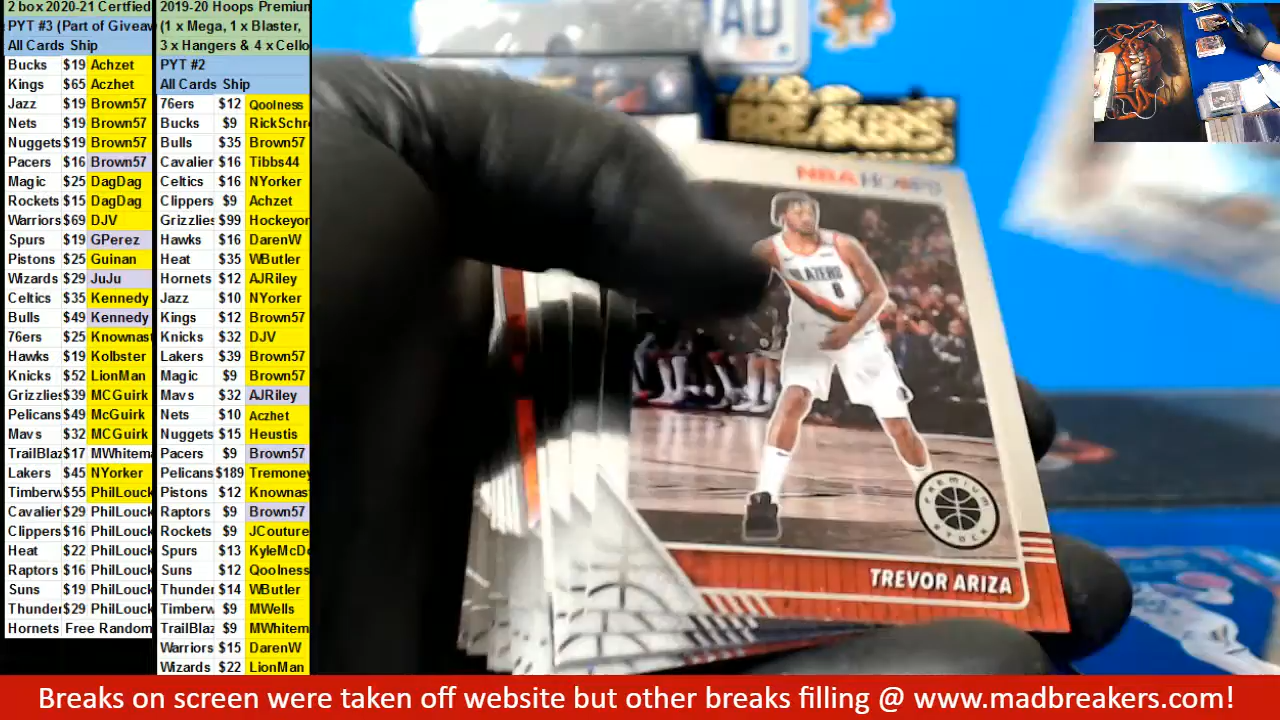 2 box 2020-21 Certfied
PYT #3 (Part of Giveav
All Cards Ship
Bucks $19 Achzet
Kings $65 Aczhet
Jazz $19 Brown57
Nets $19 Brown57
Nuggets $19 Brown57
Pacers $16 Brown57
Magic $25 DagDag
Rockets $15 DagDag
Warriors $69 DJV
Spurs $19 GPerez
Pistons $25 Guinan
Wizards $29 JuJu
Celtics $35 Kennedy
Bulls $49 Kennedy
76ers $25 Knownast
Hawks $19 Kolbster
Knicks $52 LionMan
Grizzlies $39 MCGuirk
Pelicans $49 McGuirk
Mavs $32 MCGuirk
TrailBlaz $17 MWhitema
Lakers $45 NYorker
Timberw $55 PhilLouck
Cavalier $29 PhilLouck
Clippers $16 PhilLouck
Heat $22 PhilLouck
Raptors $16 PhilLouck
Suns $19 PhilLouck
Thunder $29 PhilLouck
Hornets Free Random
2019-20 Hoops Premium
(1 x Mega, 1 x Blaster,
3 x Hangers & 4 x Cello
PYT #2
All Cards Ship
76ers $12 Qoolness
Bucks $9 RickSchr
Bulls $35 Brown57
Cavalier $16 Tibbs44
Celtics $16 NYorker
Clippers $9 Achzet
Grizzlies $99 Hockeyor
Hawks $16 DarenW
Heat $35 WButler
Hornets $12 AJRiley
Jazz $10 NYorker
Kings $12 Brown57
Knicks $32 DJV
Lakers $39 Brown57
Magic $9 Brown57
Mavs $32 AJRiley
Nets $10 Aczhet
Nuggets $15 Heustis
Pacers $9 Brown57
Pelicans $189 Tremoney
Pistons $12 Knownas
Raptors $9 Brown57
Rockets $9 JCouture
Spurs $13 KyleMcD
Suns $12 Qoolness
Thunder $14 WButler
Timberw $9 MWells
TrailBlaz $9 MWhitem
Warriors $15 DarenW
Wizards $22 LionMan
MAD
BREAKERS
NBA HOOPS
BLAZERS
8
PREMIUM
STOCK
TREVOR ARIZA
Breaks on screen were taken off website but other breaks filling @ www.madbreakers.com!